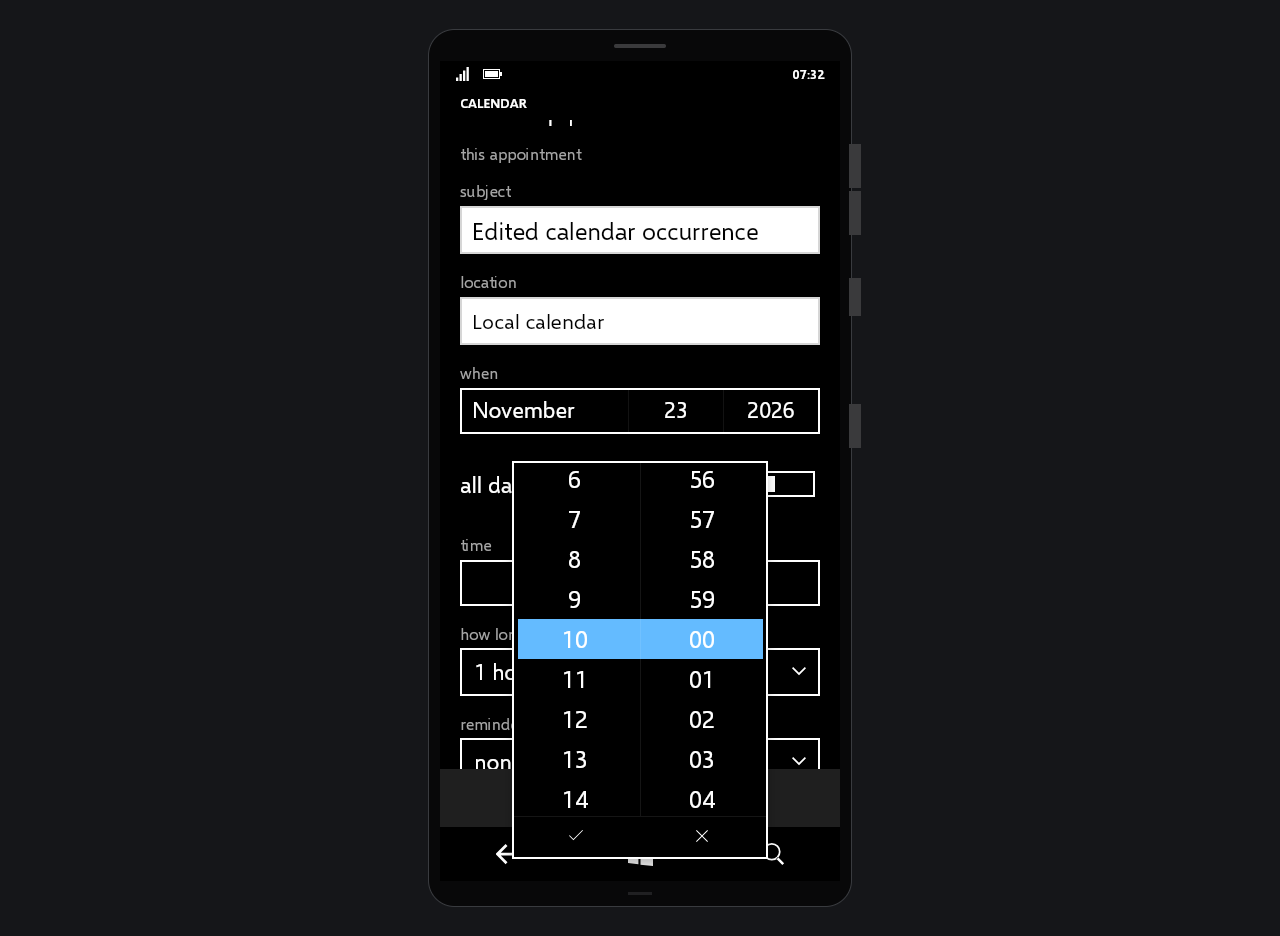 07:32
CALENDAR
this appointment
subject
Edited calendar occurrence
location
Local calendar
when
November 23 2026
all da
time
how lo
1 h
remind
non
6 56
7 57
8 58
9 59
10 00
11 01
12 02
13 03
14 04